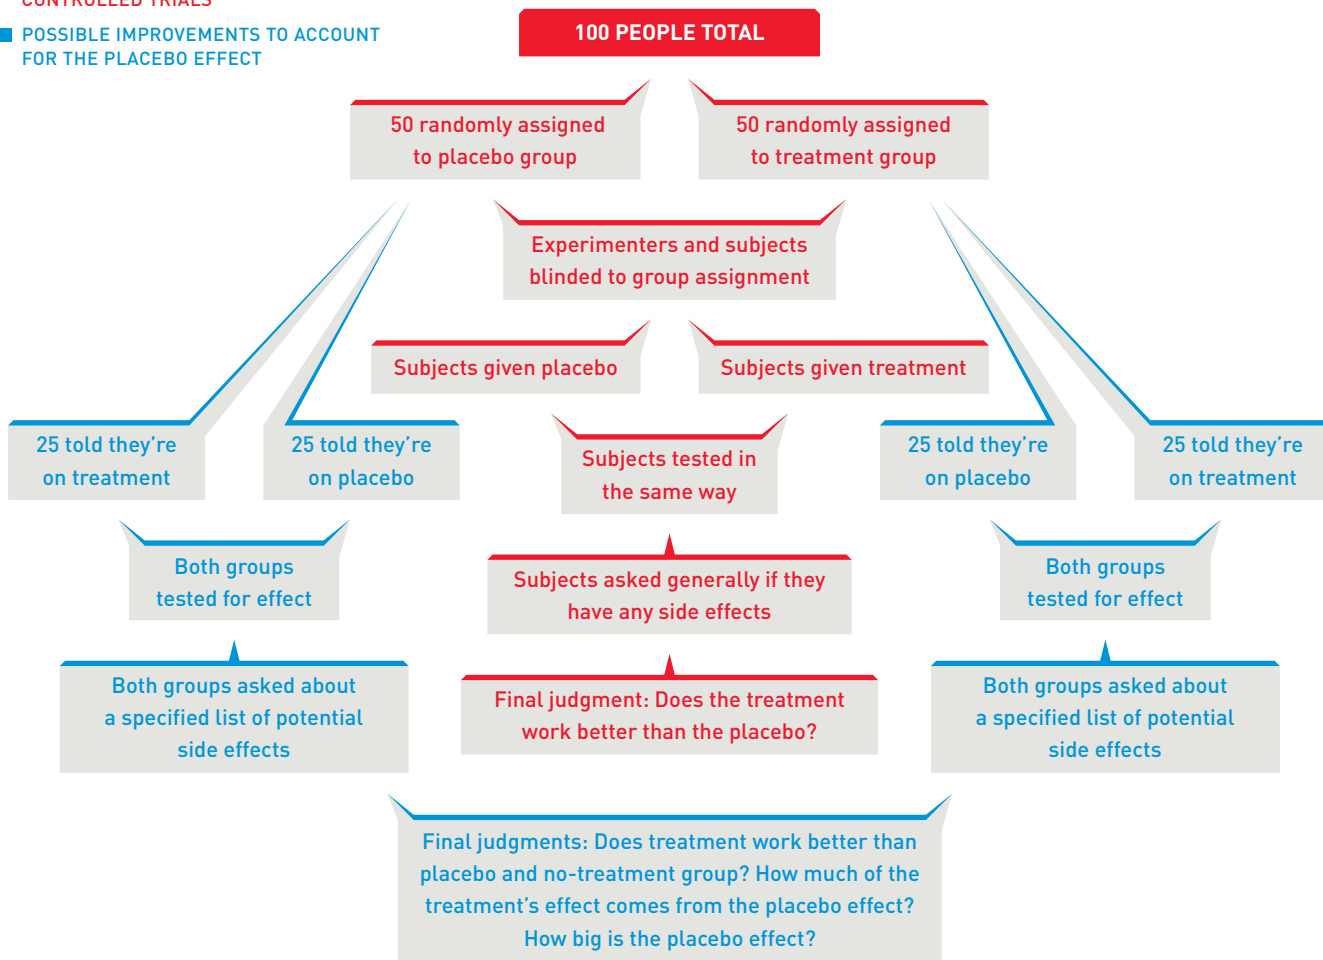 CONTROLLED TRIALS
POSSIBLE IMPROVEMENTS TO ACCOUNT
FOR THE PLACEBO EFFECT
100 PEOPLE TOTAL
50 randomly assigned
to placebo group
50 randomly assigned
to treatment group
Experimenters and subjects
blinded to group assignment
Subjects given placebo
Subjects given treatment
25 told they’re
on treatment
25 told they’re
on placebo
Subjects tested in
the same way
25 told they’re
on placebo
25 told they’re
on treatment
Both groups
tested for effect
Subjects asked generally if they
have any side effects
Both groups
tested for effect
Both groups asked about
a specified list of potential
side effects
Final judgment: Does the treatment
work better than the placebo?
Both groups asked about
a specified list of potential
side effects
Final judgments: Does treatment work better than
placebo and no-treatment group? How much of the
treatment’s effect comes from the placebo effect?
How big is the placebo effect?